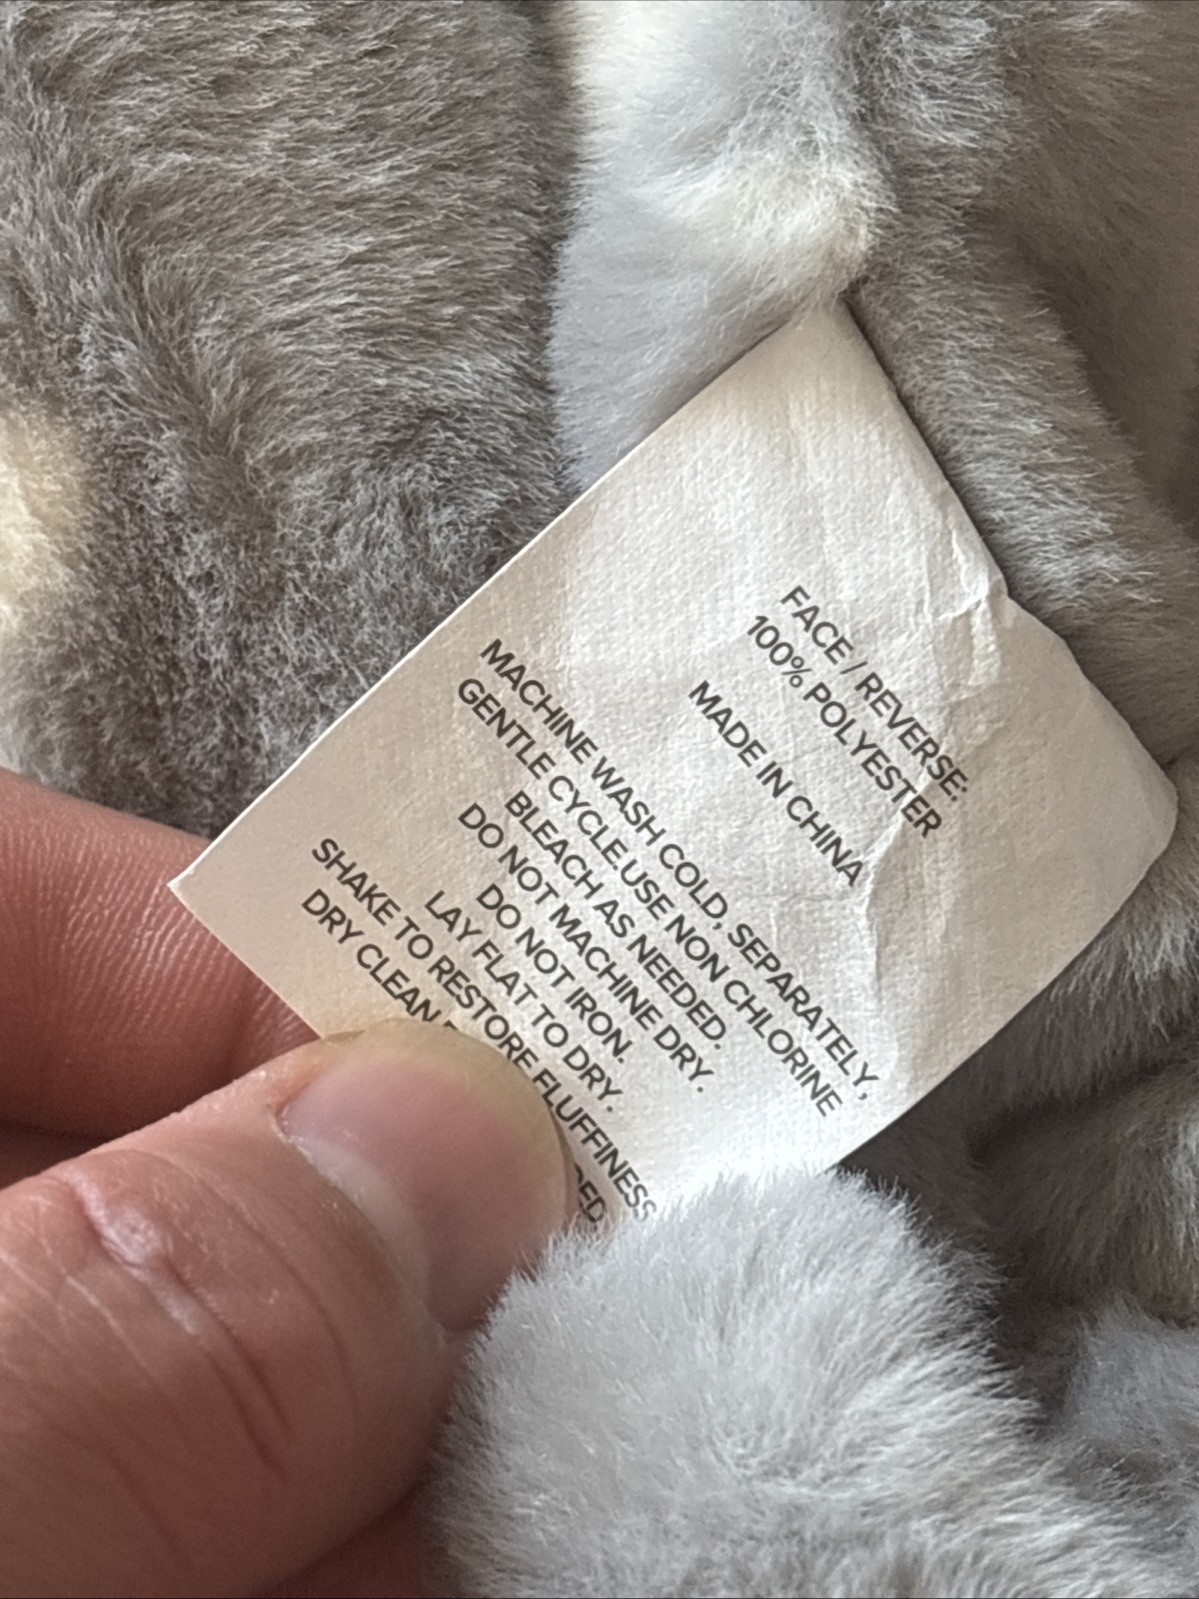 FACE / REVERSE:
100% POLYESTER
MADE IN CHINA
MACHINE WASH COLD, SEPARATELY,
GENTLE CYCLE.USE NON CHLORINE
BLEACH AS NEEDED.
DO NOT MACHINE DRY.
DO NOT IRON.
LAY FLAT TO DRY.
SHAKE TO RESTORE FLUFFINESS
DRY CLEAN